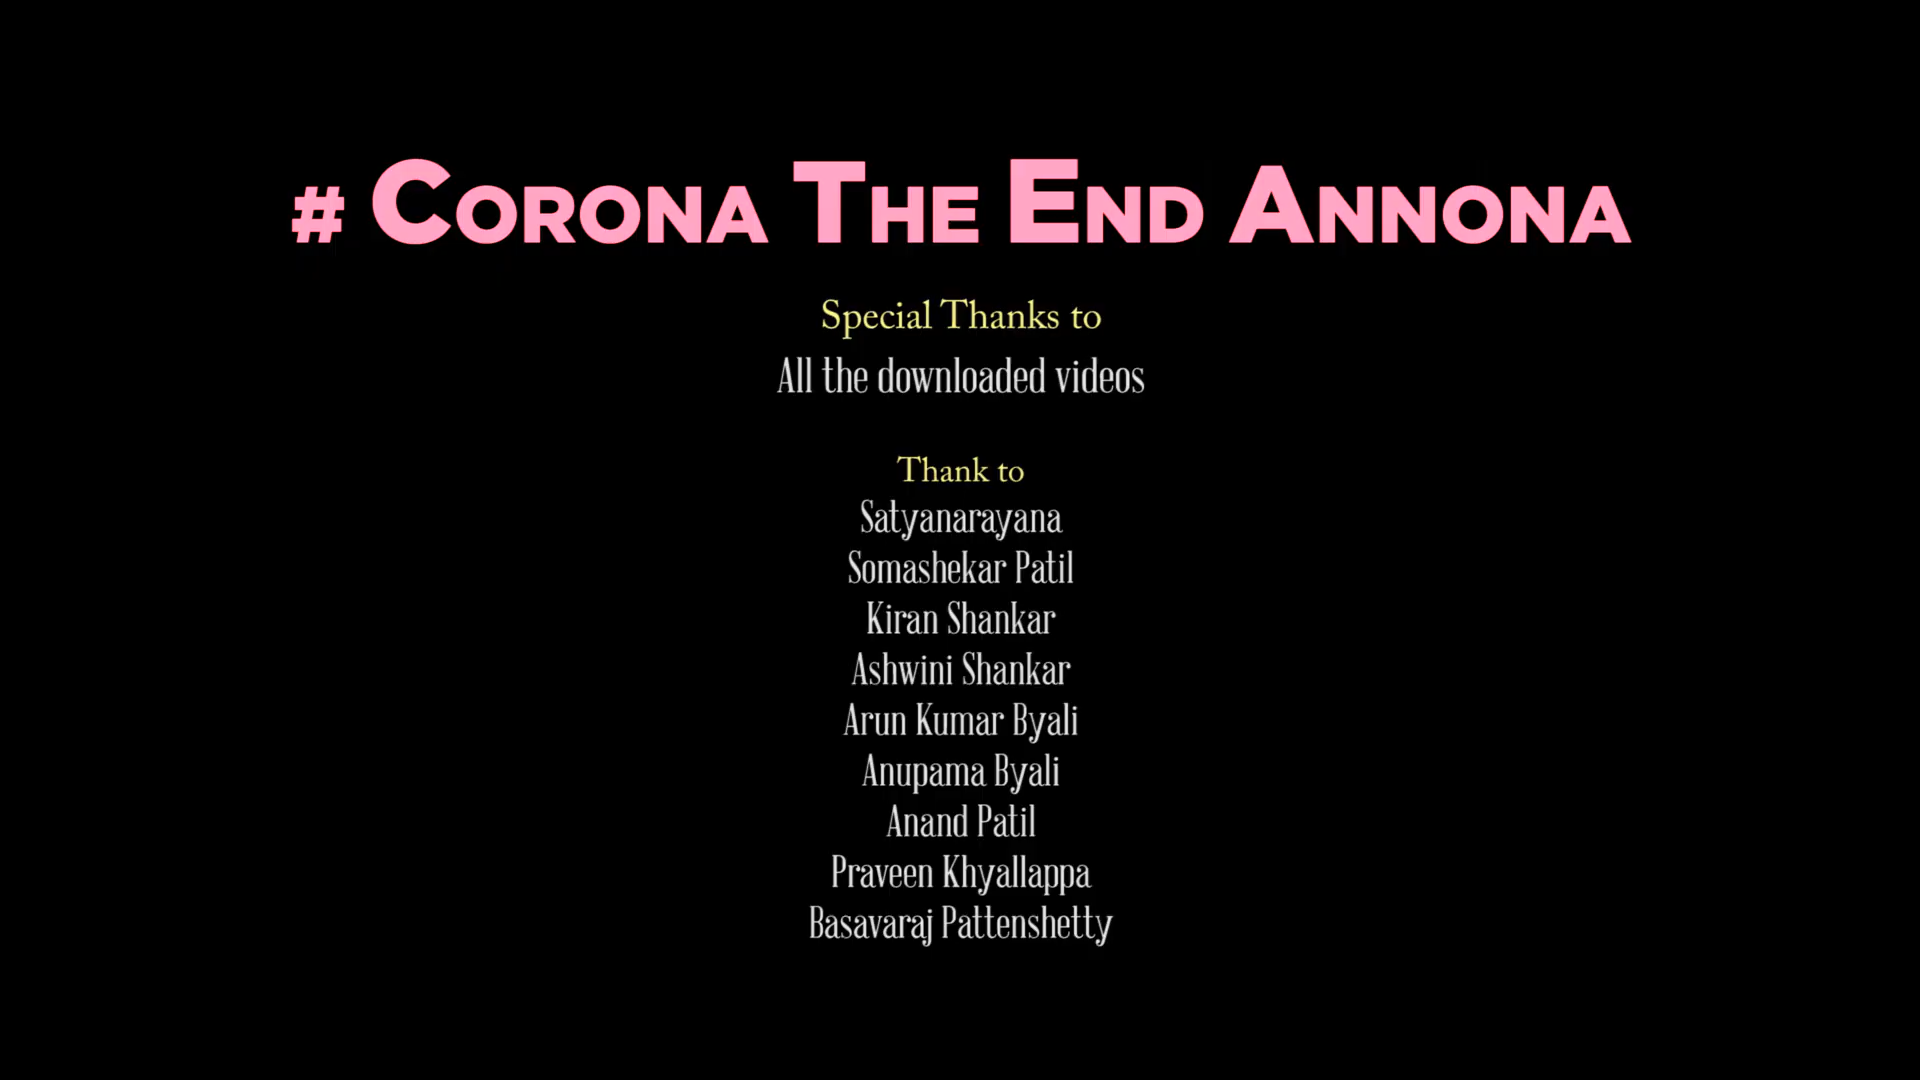 # Corona The End Annona
Special Thanks to
All the downloaded videos
Thank to
Satyanarayana
Somashekar Patil
Kiran Shankar
Ashwini Shankar
Arun Kumar Byali
Anupama Byali
Anand Patil
Praveen Khyallappa
Basavaraj Pattenshetty